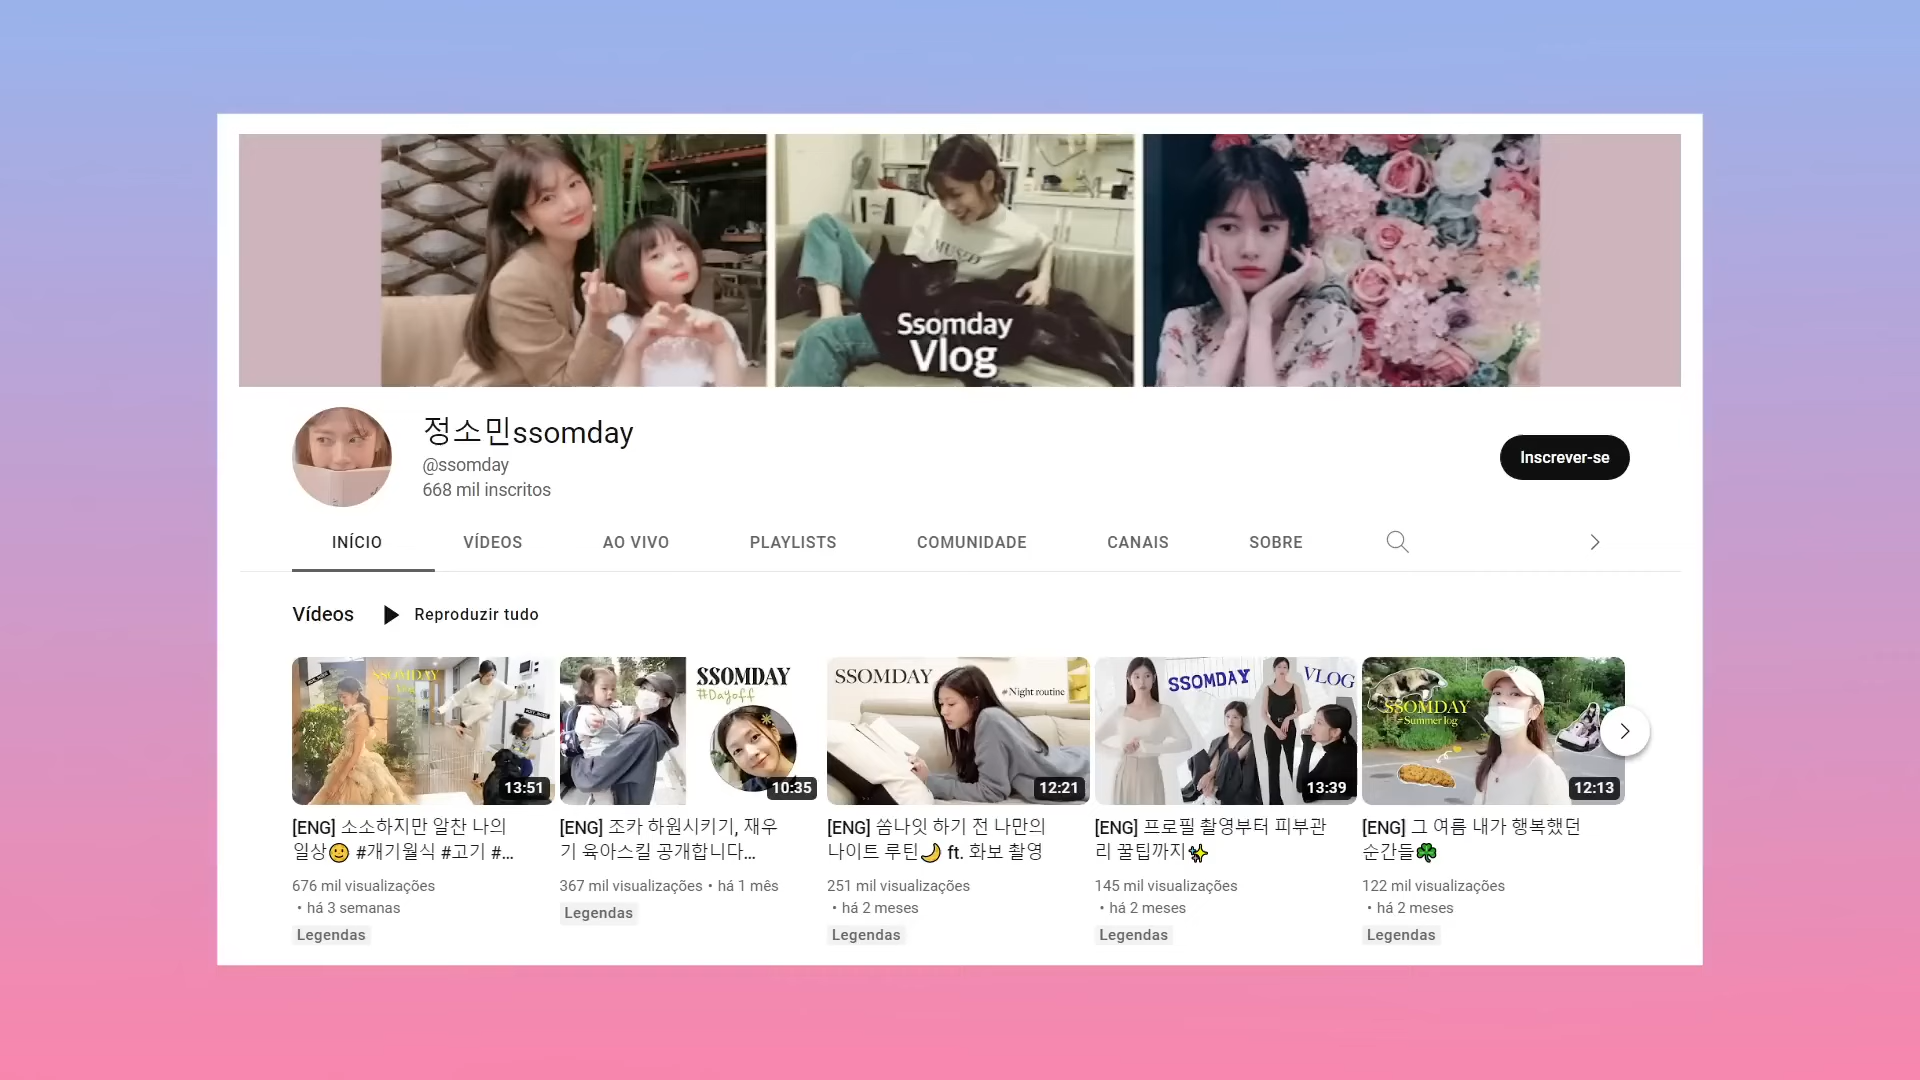 MUSED
Ssomday
Vlog
정소민ssomday
@ssomday
668 mil inscritos
Inscrever-se
INÍCIO VÍDEOS AO VIVO PLAYLISTS COMUNIDADE CANAIS SOBRE
Vídeos Reproduzir tudo
SSOMDAY
13:51
SSOMDAY
#Dayoff
10:35
SSOMDAY
#Night routine
12:21
SSOMDAY VLOG
13:39
SSOMDAY
#Summer log
12:13
[ENG] 소소하지만 알찬 나의
일상🙂 #개기월식 #고기 #...
676 mil visualizações
• há 3 semanas
Legendas
[ENG] 조카 하원시키기, 재우
기 육아스킬 공개합니다...
367 mil visualizações • há 1 mês
Legendas
[ENG] 쏨나잇 하기 전 나만의
나이트 루틴🌙 ft. 화보 촬영
251 mil visualizações
• há 2 meses
Legendas
[ENG] 프로필 촬영부터 피부관
리 꿀팁까지✨
145 mil visualizações
• há 2 meses
Legendas
[ENG] 그 여름 내가 행복했던
순간들☘️
122 mil visualizações
• há 2 meses
Legendas